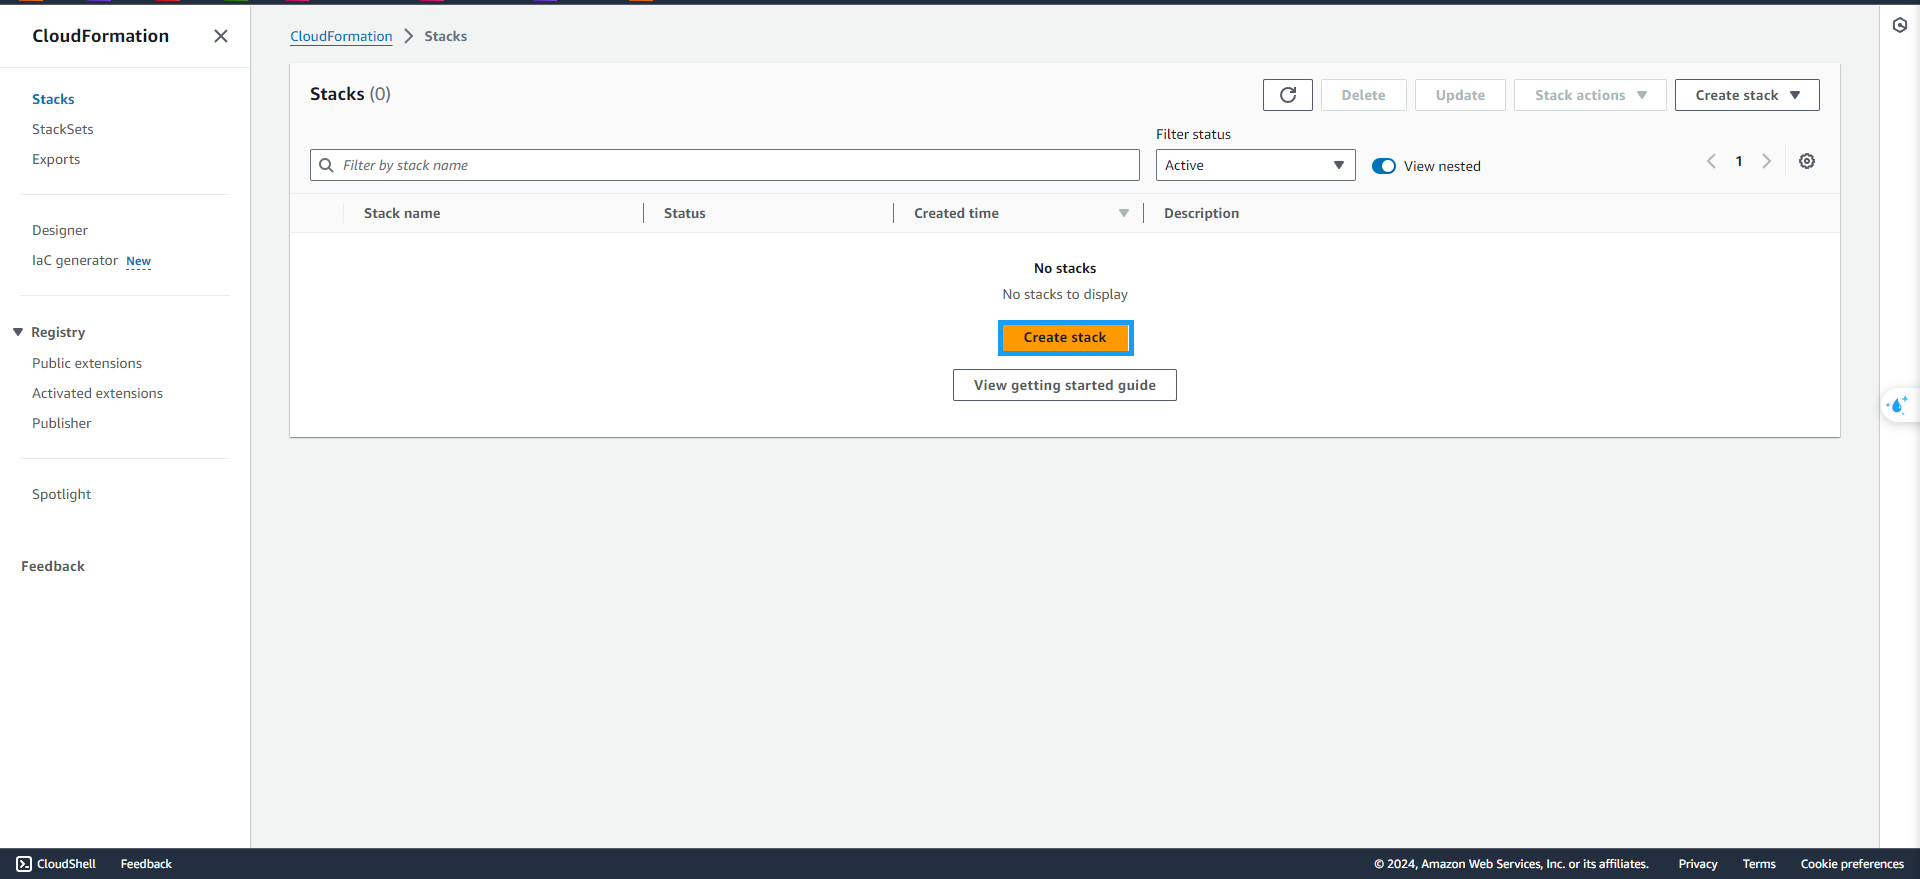 CloudFormation
Stacks
StackSets
Exports
Designer
IaC generator New
Registry
Public extensions
Activated extensions
Publisher
Spotlight
Feedback
CloudFormation Stacks
Stacks (0)
Delete
Update
Stack actions
Create stack
Filter status
Filter by stack name
Active
View nested
1
Stack name
Status
Created time
Description
No stacks
No stacks to display
Create stack
View getting started guide
CloudShell
Feedback
© 2024, Amazon Web Services, Inc. or its affiliates.
Privacy
Terms
Cookie preferences